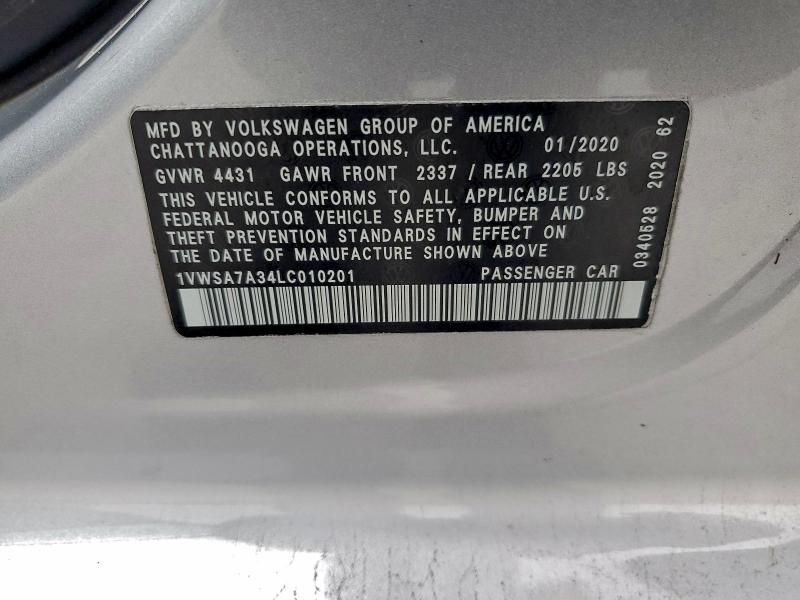 MFD BY VOLKSWAGEN GROUP OF AMERICA
CHATTANOOGA OPERATIONS, LLC. 01/2020
GVWR 4431 GAWR FRONT 2337 / REAR 2205 LBS
THIS VEHICLE CONFORMS TO ALL APPLICABLE U.S.
FEDERAL MOTOR VEHICLE SAFETY, BUMPER AND
THEFT PREVENTION STANDARDS IN EFFECT ON
THE DATE OF MANUFACTURE SHOWN ABOVE
1VWSA7A34LC010201 PASSENGER CAR
0340528 2020 62